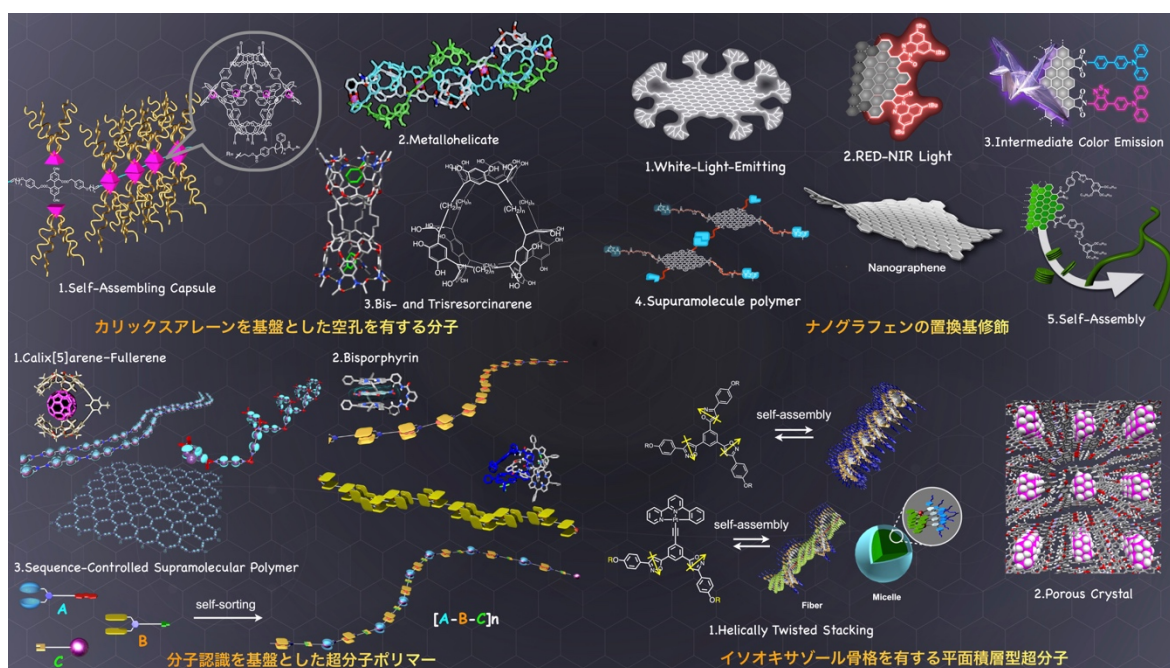 1.Self-Assembling Capsule
2.Metallohelicate
3.Bis- and Trisresorcinarene
カリックスアレーンを基盤とした空孔を有する分子
1.White-Light-Emitting
2.RED-NIR Light
3.Intermediate Color Emission
4.Supuramolecule polymer
Nanographene
5.Self-Assembly
ナノグラフェンの置換基修飾
1.Calix[5]arene-Fullerene
2.Bisporphyrin
3.Sequence-Controlled Supramolecular Polymer
A
B
C
self-sorting
[A-B-C]n
分子認識を基盤とした超分子ポリマー
self-assembly
self-assembly
Fiber
Micelle
1.Helically Twisted Stacking
2.Porous Crystal
イソオキサゾール骨格を有する平面積層型超分子